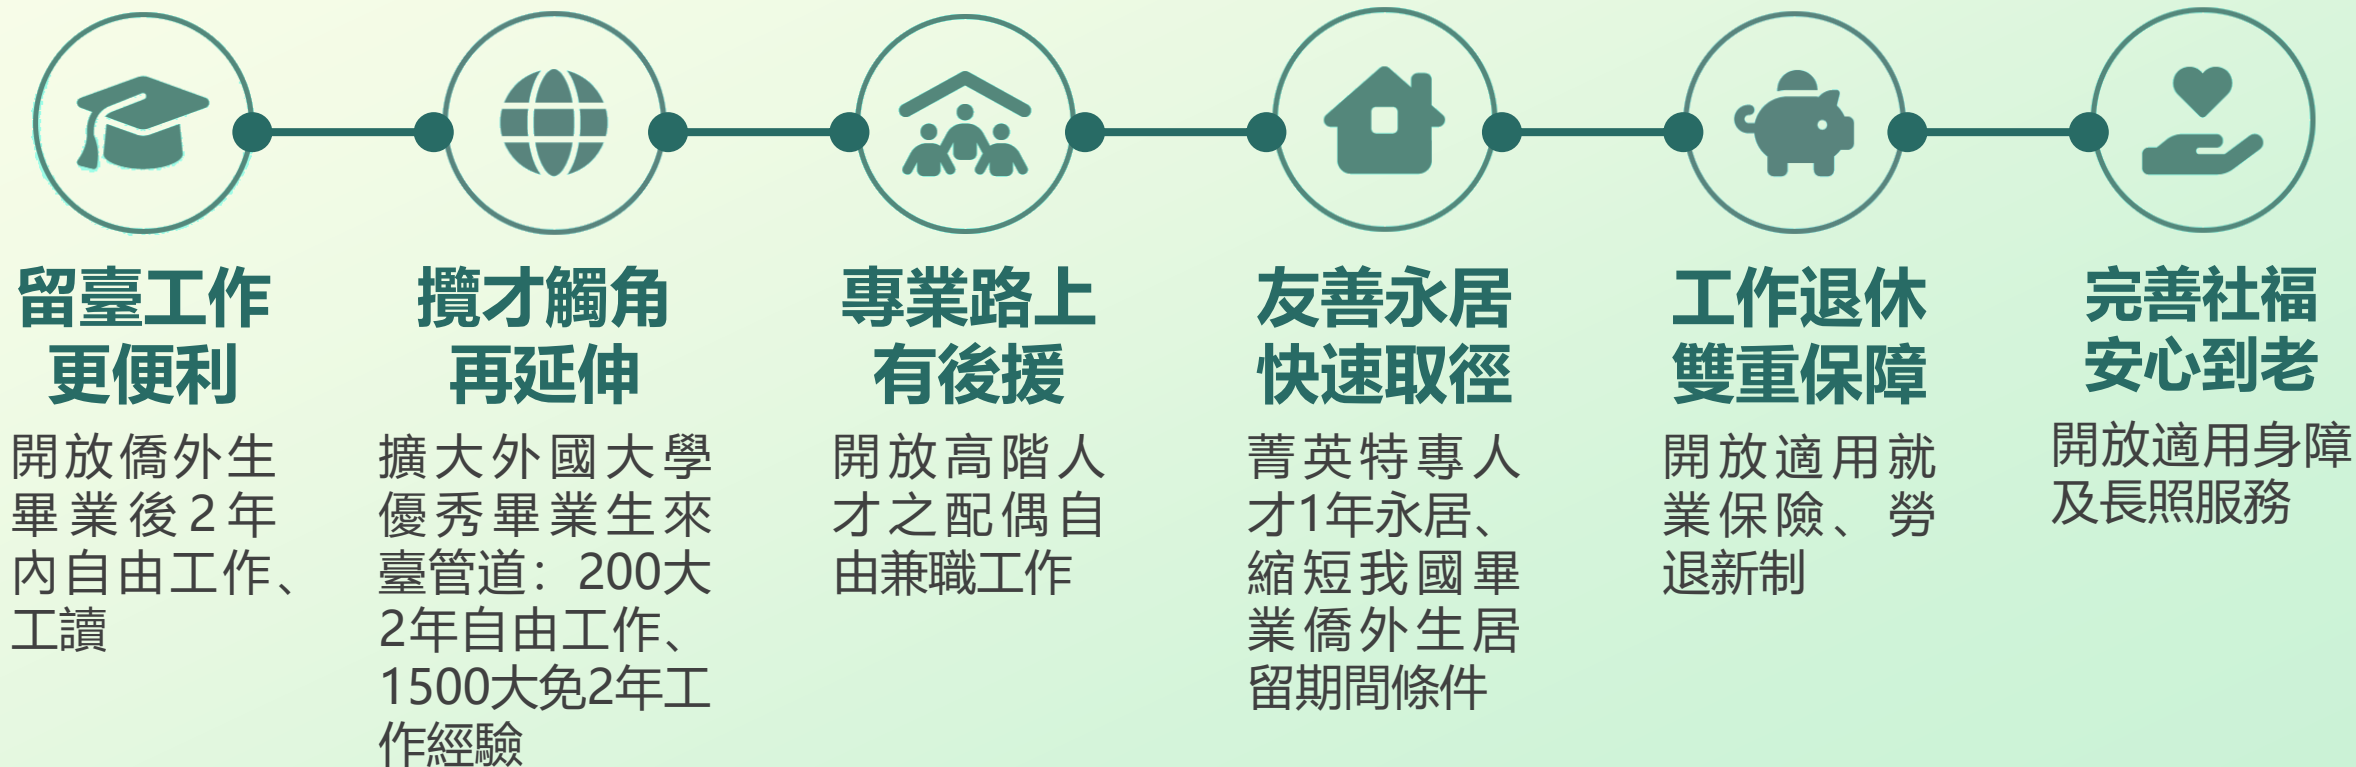 留臺工作
更便利
開放僑外生
畢業後2年
內自由工作、
工讀
攬才觸角
再延伸
擴大外國大學
優秀畢業生來
臺管道：200大
2年自由工作、
1500大免2年工
作經驗
專業路上
有後援
開放高階人
才之配偶自
由兼職工作
友善永居
快速取徑
菁英特專人
才1年永居、
縮短我國畢
業僑外生居
留期間條件
工作退休
雙重保障
開放適用就
業保險、勞
退新制
完善社福
安心到老
開放適用身障
及長照服務